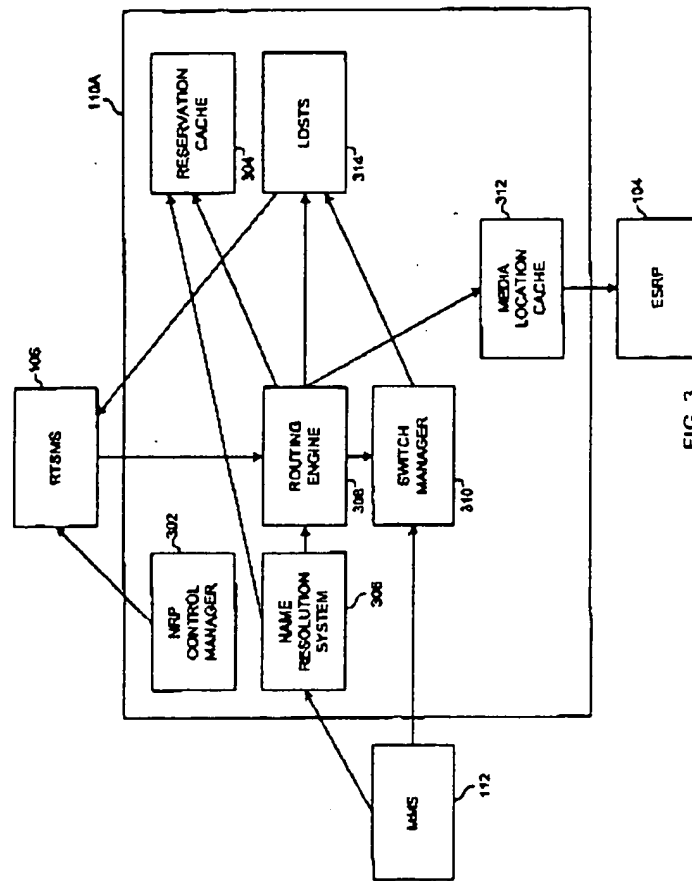 110A
106
RTSMS
302
NRP
CONTROL
MANAGER
RESERVATION
CACHE
304
NAME
RESOLUTION
SYSTEM
306
ROUTING
ENGINE
308
LDSTS
314
SWITCH
MANAGER
310
312
MEDIA
LOCATION
CACHE
MMS
112
104
ESRP
FIG. 3